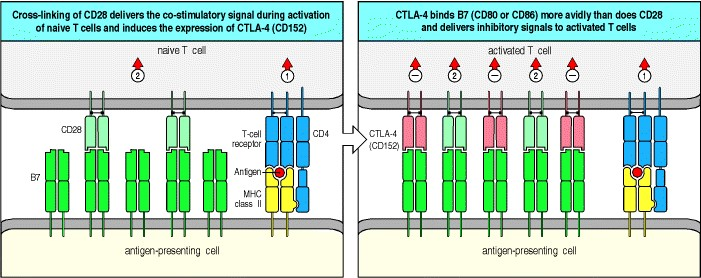 Cross-linking of CD28 delivers the co-stimulatory signal during activation
of naive T cells and induces the expression of CTLA-4 (CD152)
naive T cell
2
1
CD28
T-cell
receptor
CD4
B7
Antigen
MHC
class II
antigen-presenting cell
CTLA-4 binds B7 (CD80 or CD86) more avidly than does CD28
and delivers inhibitory signals to activated T cells
activated T cell
– 2 – 2 – 1
CTLA-4
(CD152)
antigen-presenting cell